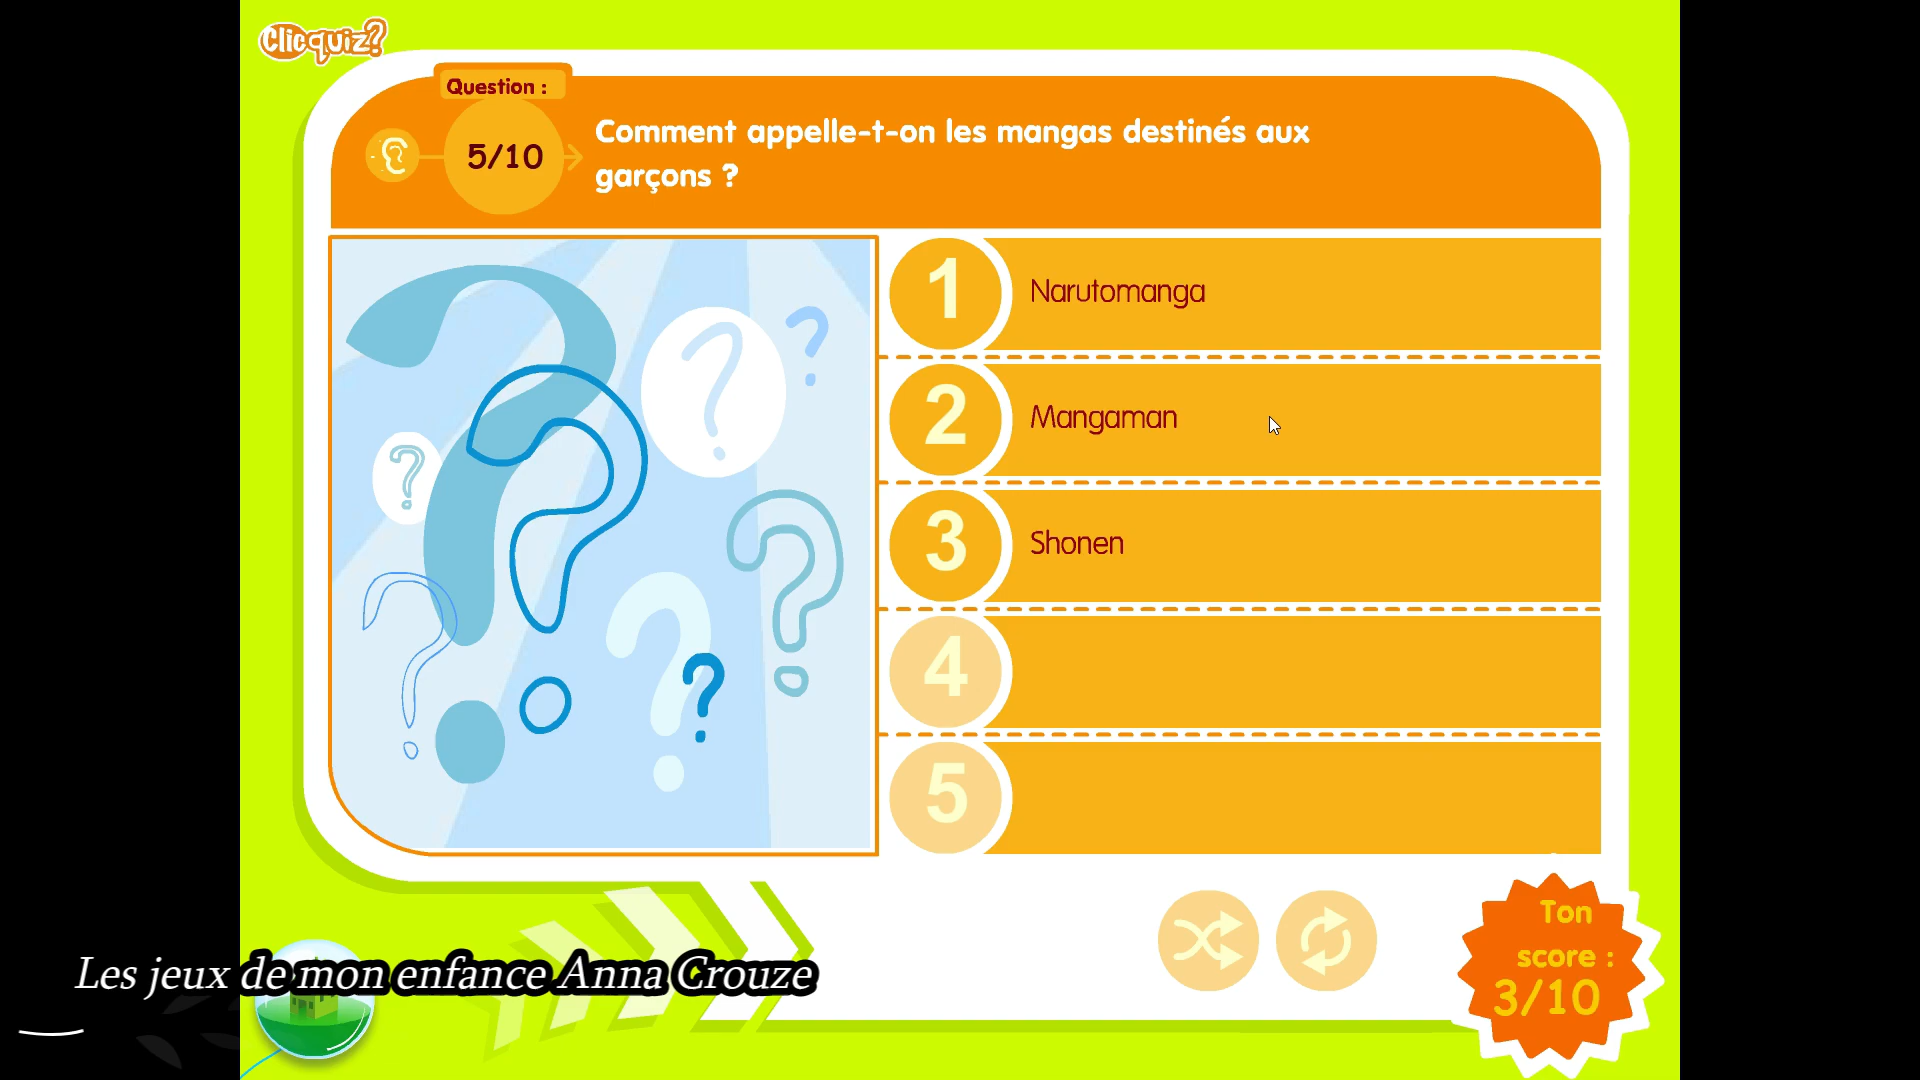 Clicquiz?
Question :
5/10
Comment appelle-t-on les mangas destinés aux
garçons ?
1
Narutomanga
2
Mangaman
3
Shonen
4
5
Ton
score :
3/10
Les jeux de mon enfance Anna Crouze